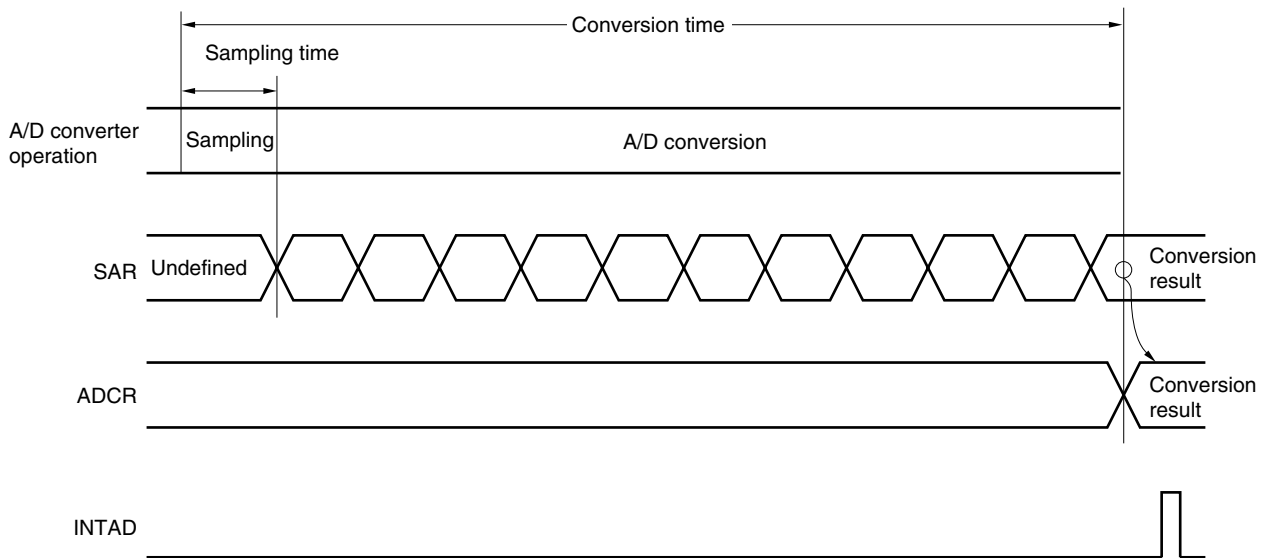 Conversion time
Sampling time
A/D converter
operation
Sampling
A/D conversion
SAR
Undefined
Conversion
result
ADCR
Conversion
result
INTAD